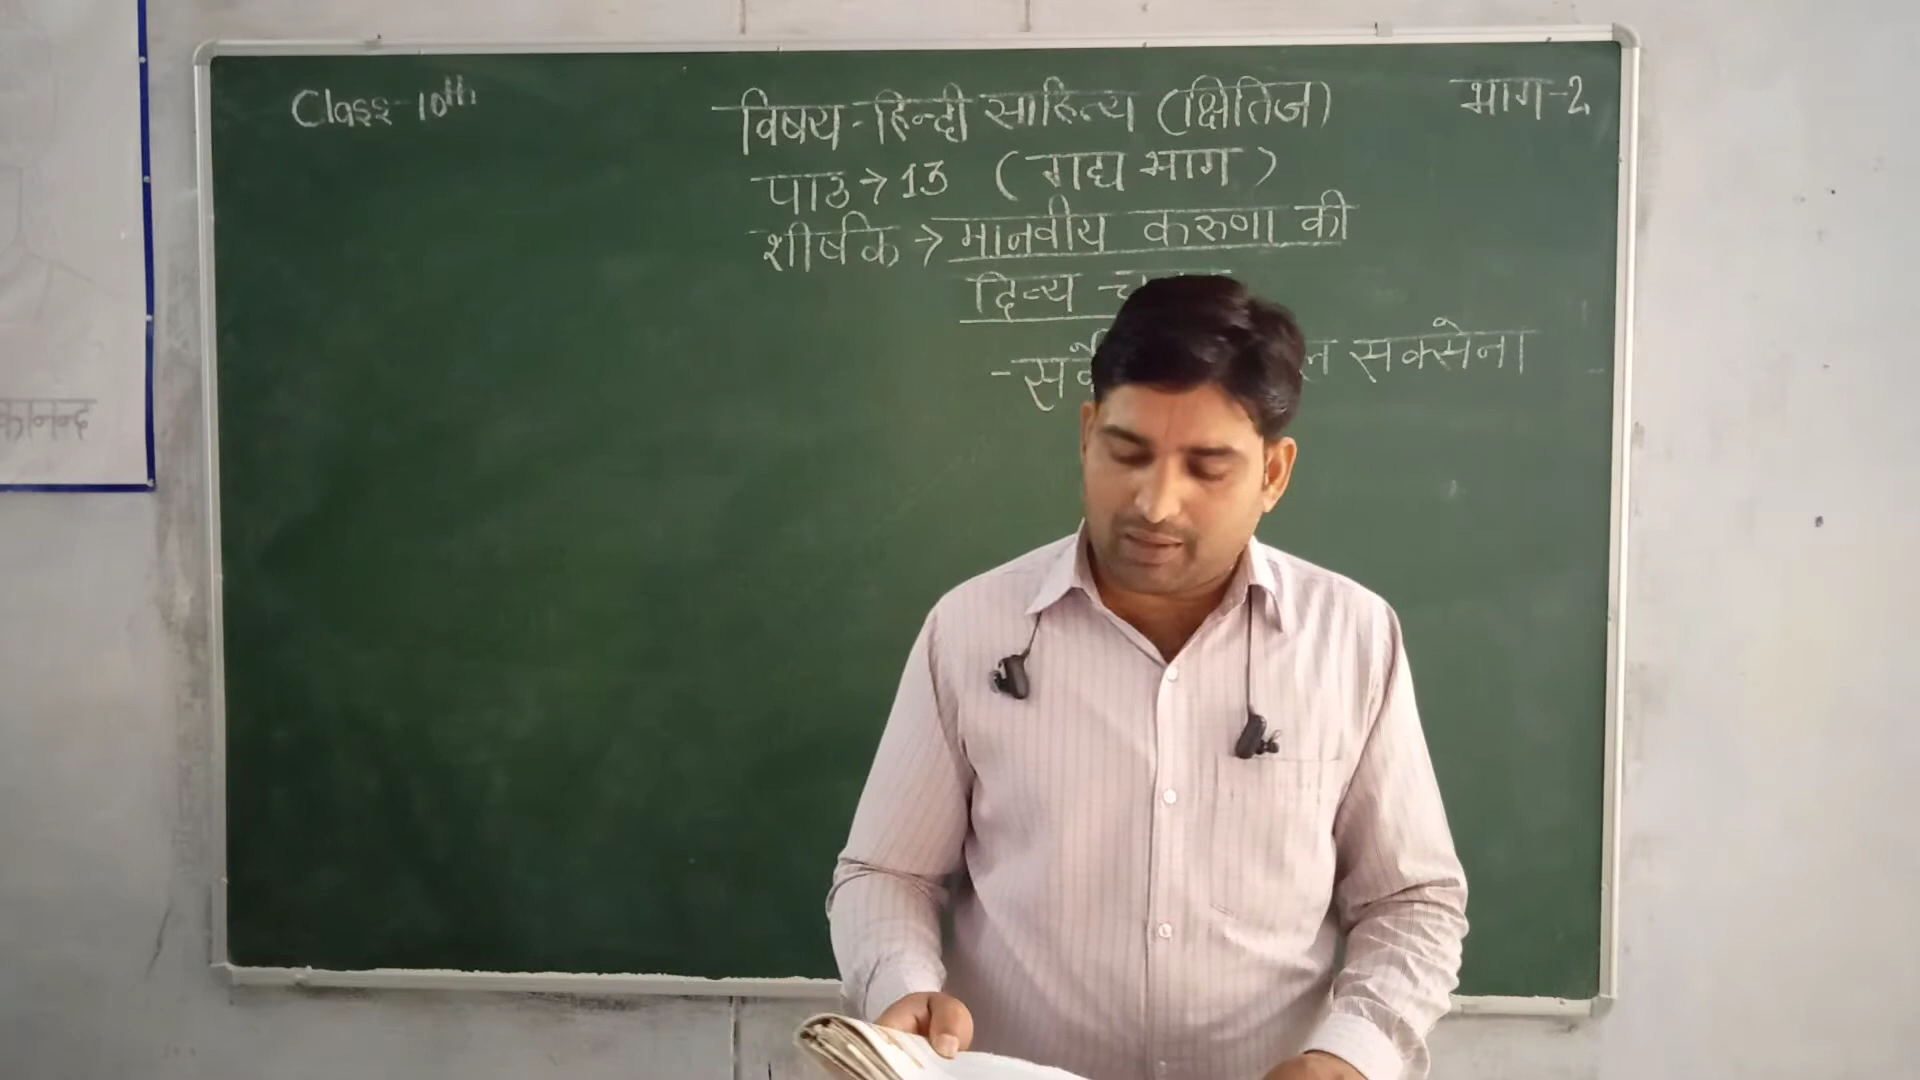 Class-10th
विषय-हिन्दी साहित्य (क्षितिज)
भाग-2
पाठ→13 (गद्य भाग)
शीर्षक→मानवीय करुणा की
दिव्य
सक्सेना